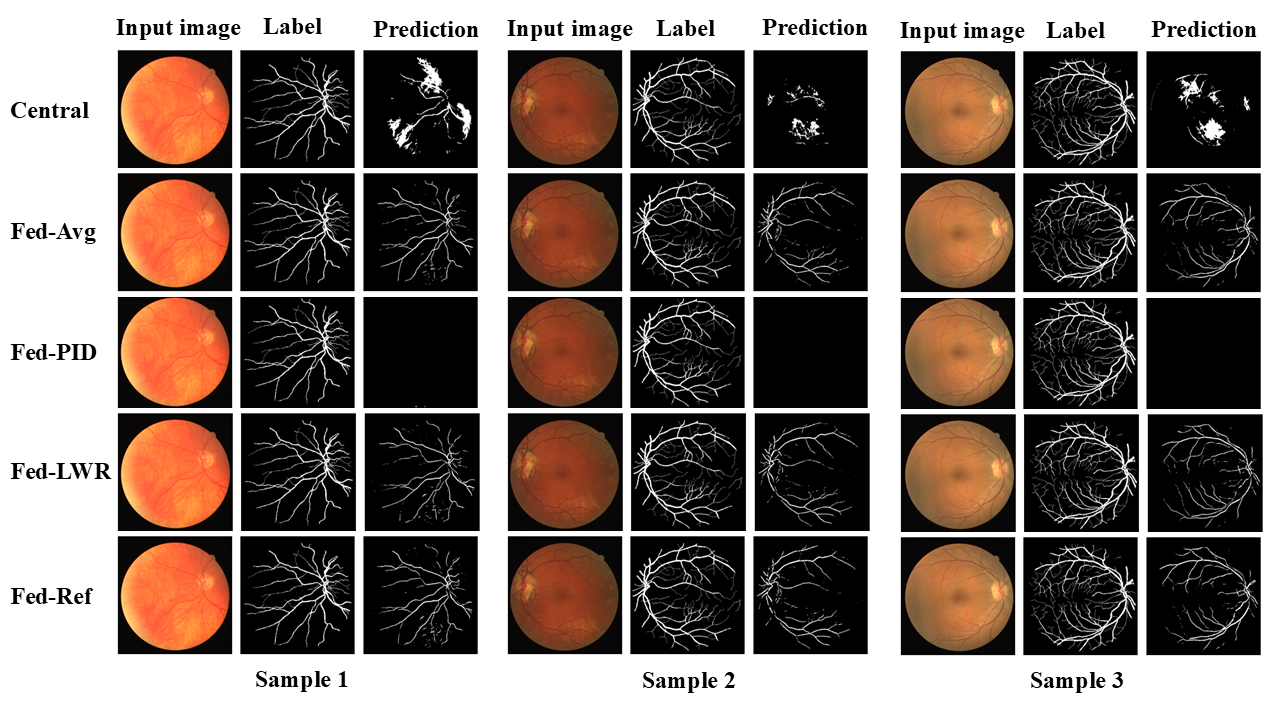 Input image Label Prediction Input image Label Prediction Input image Label Prediction
Central
Fed-Avg
Fed-PID
Fed-LWR
Fed-Ref
Sample 1 Sample 2 Sample 3